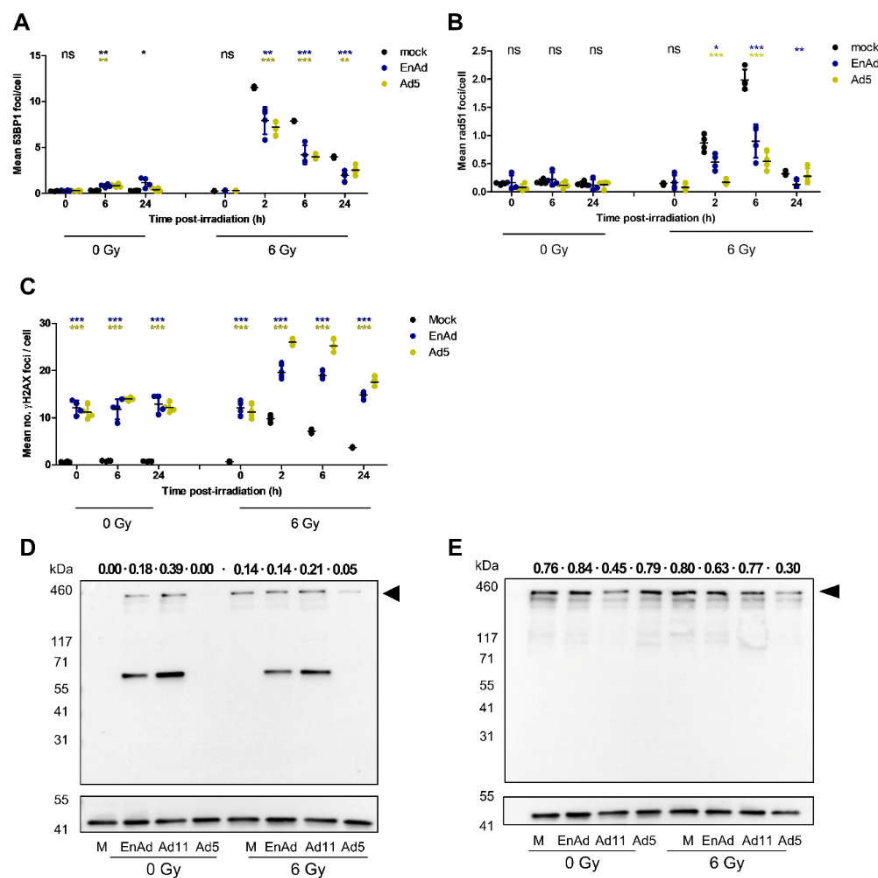 A
ns ** *
**
ns ** *** ***
*** *** **
mock
EnAd
Ad5
Mean 53BP1 foci/cell
15
10
5
0
0 6 24 0 2 6 24
Time post-irradiation (h)
0 Gy 6 Gy
B
ns ns ns ns * *** **
*** ***
mock
EnAd
Ad5
Mean rad51 foci/cell
2.5
2.0
1.5
1.0
0.5
0.0
0 6 24 0 2 6 24
Time post-irradiation (h)
0 Gy 6 Gy
C
*** *** *** *** *** *** ***
*** *** *** *** *** *** ***
Mock
EnAd
Ad5
Mean no. γH2AX foci / cell
30
20
10
0
0 6 24 0 2 6 24
Time post-irradiation (h)
0 Gy 6 Gy
D
kDa 0.00 · 0.18 · 0.39 · 0.00 · · 0.14 · 0.14 · 0.21 · 0.05
460
117
71
55
41
31
55
41
M EnAd Ad11 Ad5 M EnAd Ad11 Ad5
0 Gy 6 Gy
E
kDa 0.76 · 0.84 · 0.45 · 0.79 · 0.80 · 0.63 · 0.77 · 0.30
460
117
71
55
41
31
55
41
M EnAd Ad11 Ad5 M EnAd Ad11 Ad5
0 Gy 6 Gy